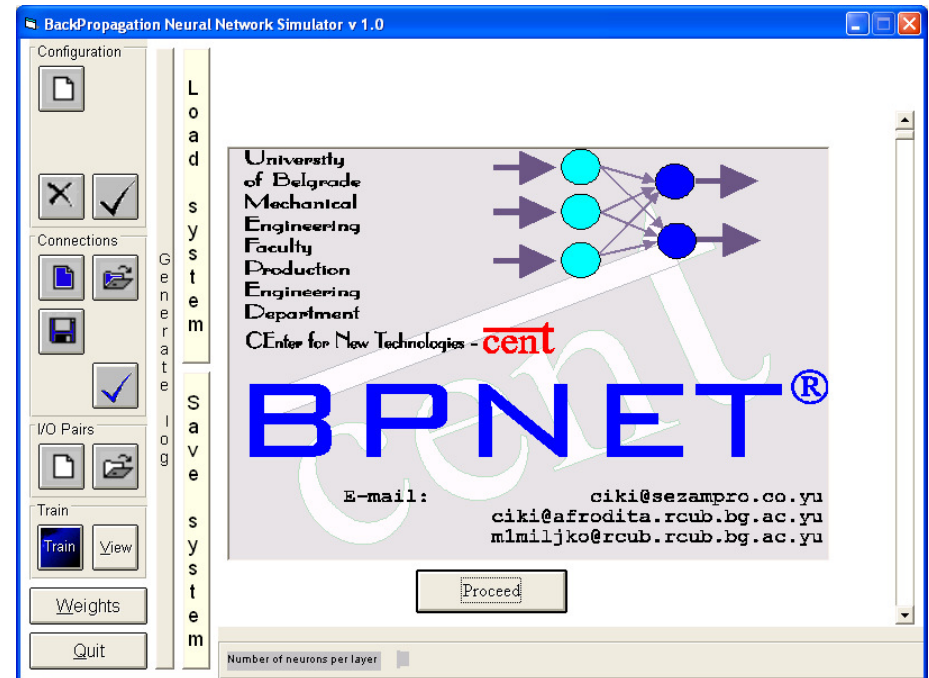 BackPropagation Neural Network Simulator v 1.0
Configuration
Connections
I/O Pairs
Train
Train
View
Weights
Quit
Generate log
Load system
Save system
University
of Belgrade
Mechanical
Engineering
Faculty
Production
Engineering
Department
CEnter for New Technologies - cent
cent
BPNET®
E-mail: ciki@sezampro.co.yu
ciki@afrodita.rcub.bg.ac.yu
m1miljko@rcub.rcub.bg.ac.yu
Proceed
Number of neurons per layer